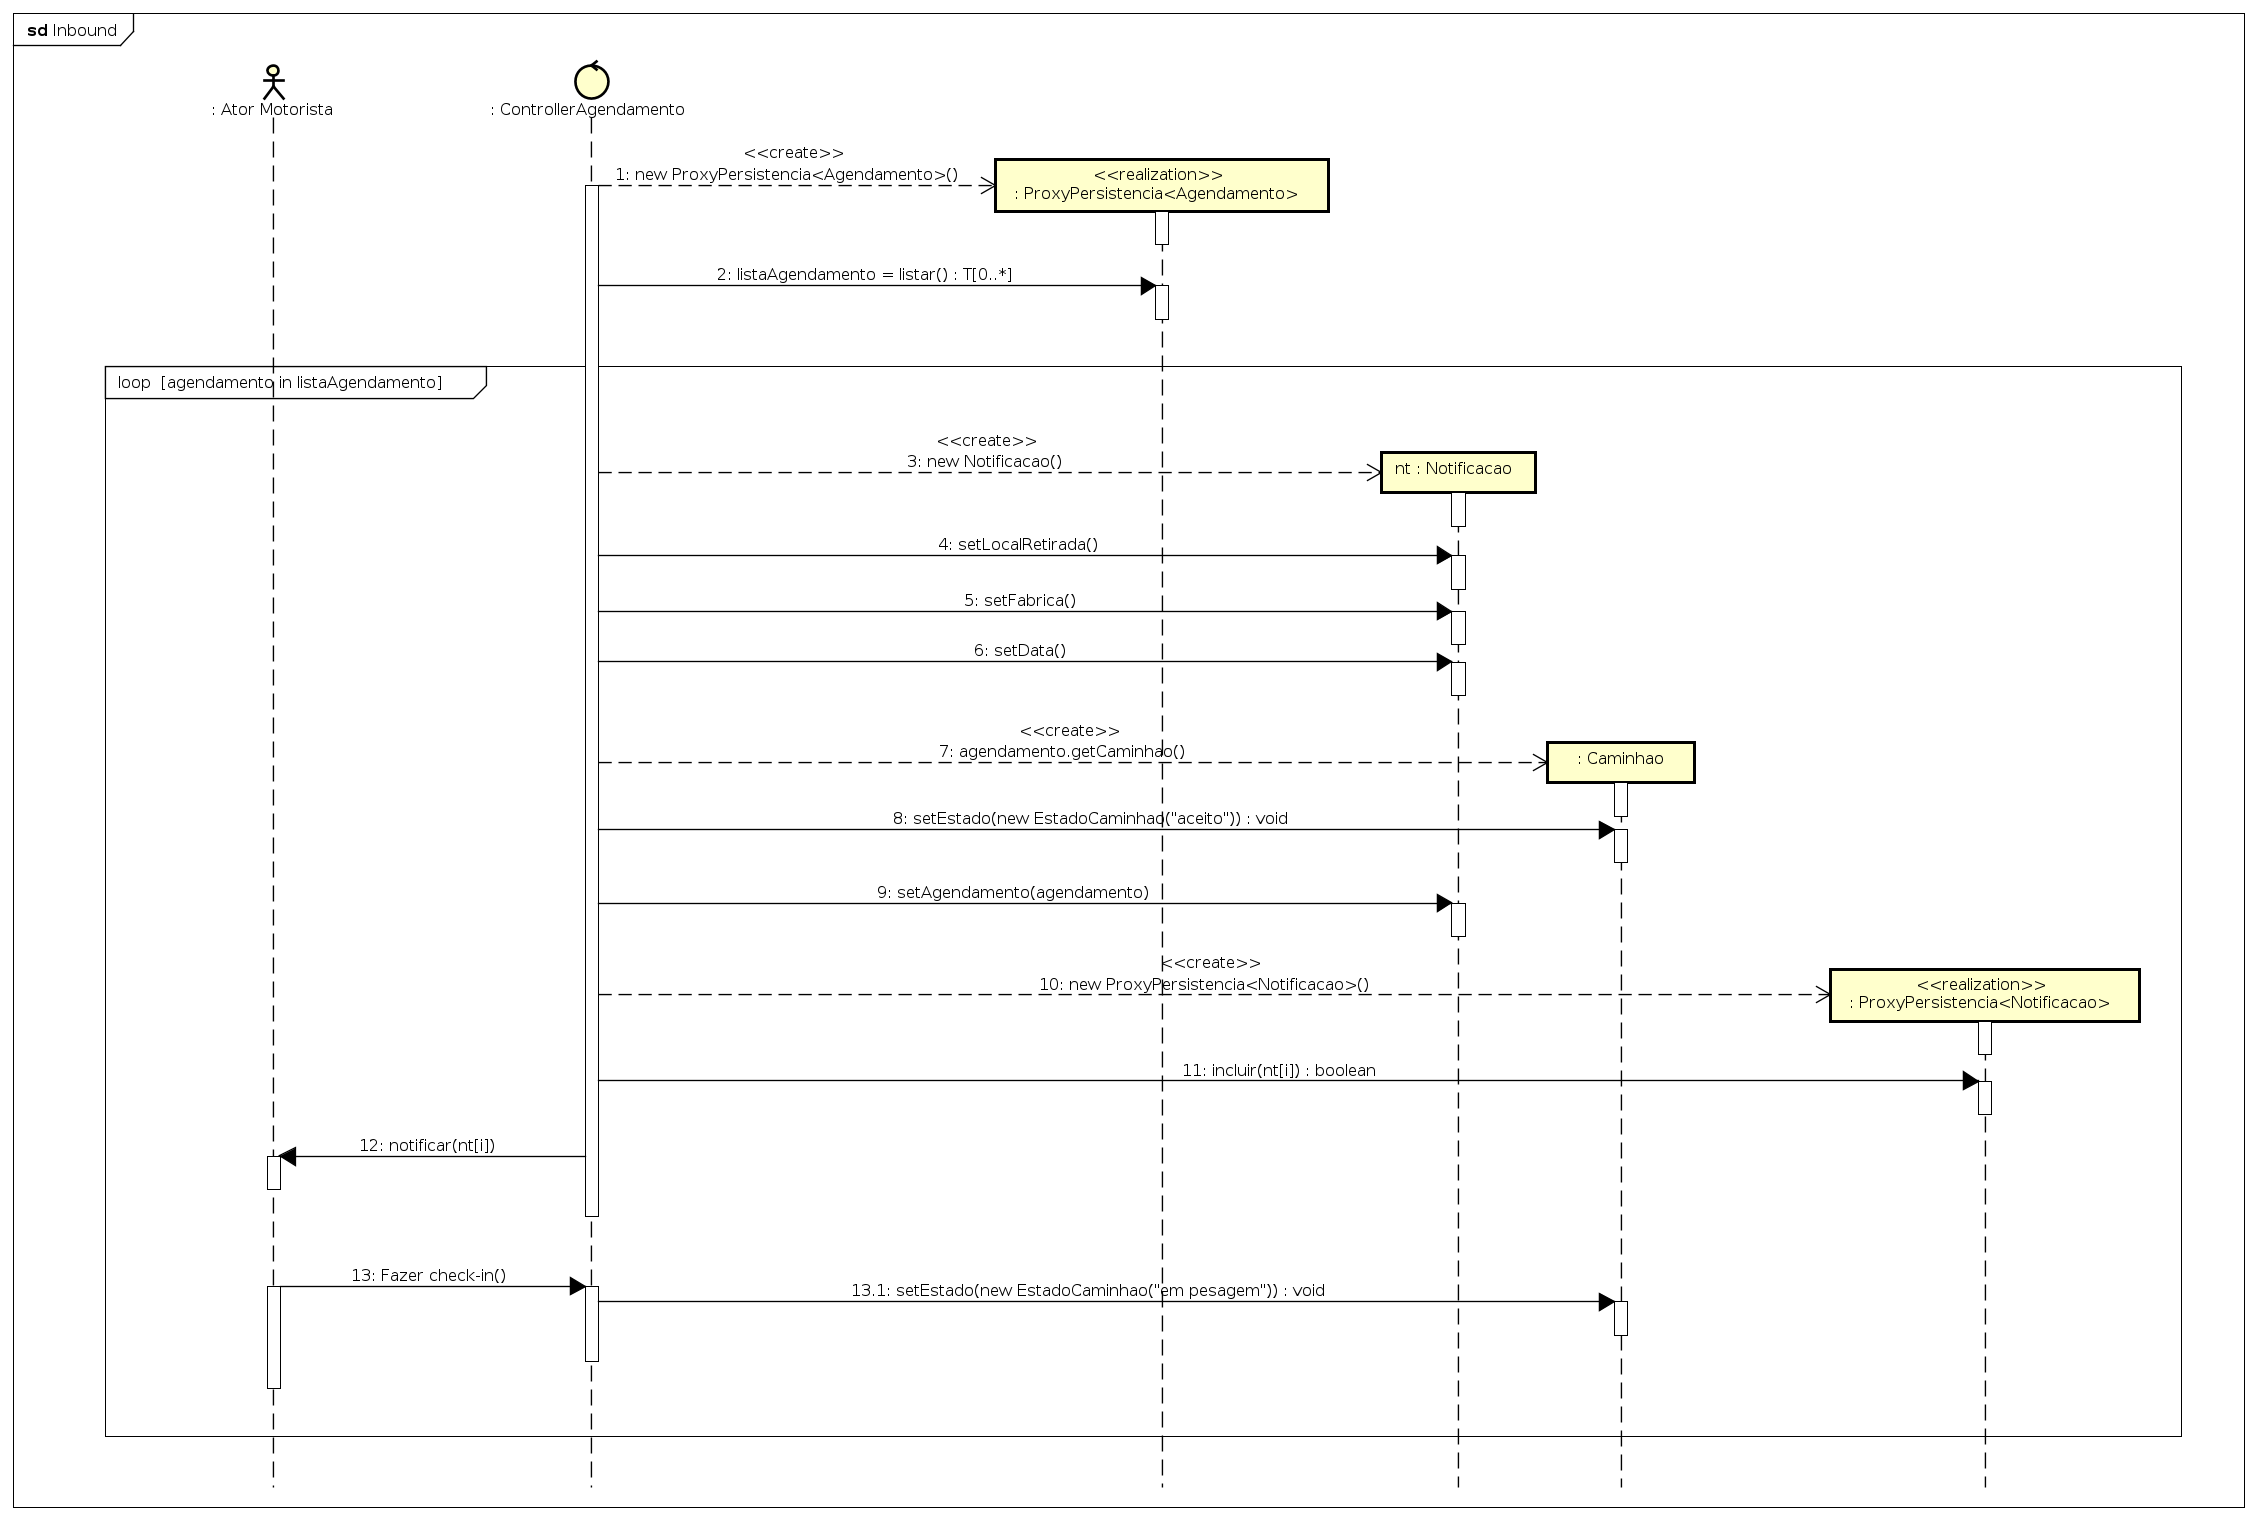 sd Inbound
: Ator Motorista
: ControllerAgendamento
<<create>>
1: new ProxyPersistencia<Agendamento>()
<<realization>>
: ProxyPersistencia<Agendamento>
2: listaAgendamento = listar() : T[0..*]
loop [agendamento in listaAgendamento]
<<create>>
3: new Notificacao()
nt : Notificacao
4: setLocalRetirada()
5: setFabrica()
6: setData()
<<create>>
7: agendamento.getCaminhao()
: Caminhao
8: setEstado(new EstadoCaminhao("aceito")) : void
9: setAgendamento(agendamento)
<<create>>
10: new ProxyPersistencia<Notificacao>()
<<realization>>
: ProxyPersistencia<Notificacao>
11: incluir(nt[i]) : boolean
12: notificar(nt[i])
13: Fazer check-in()
13.1: setEstado(new EstadoCaminhao("em pesagem")) : void